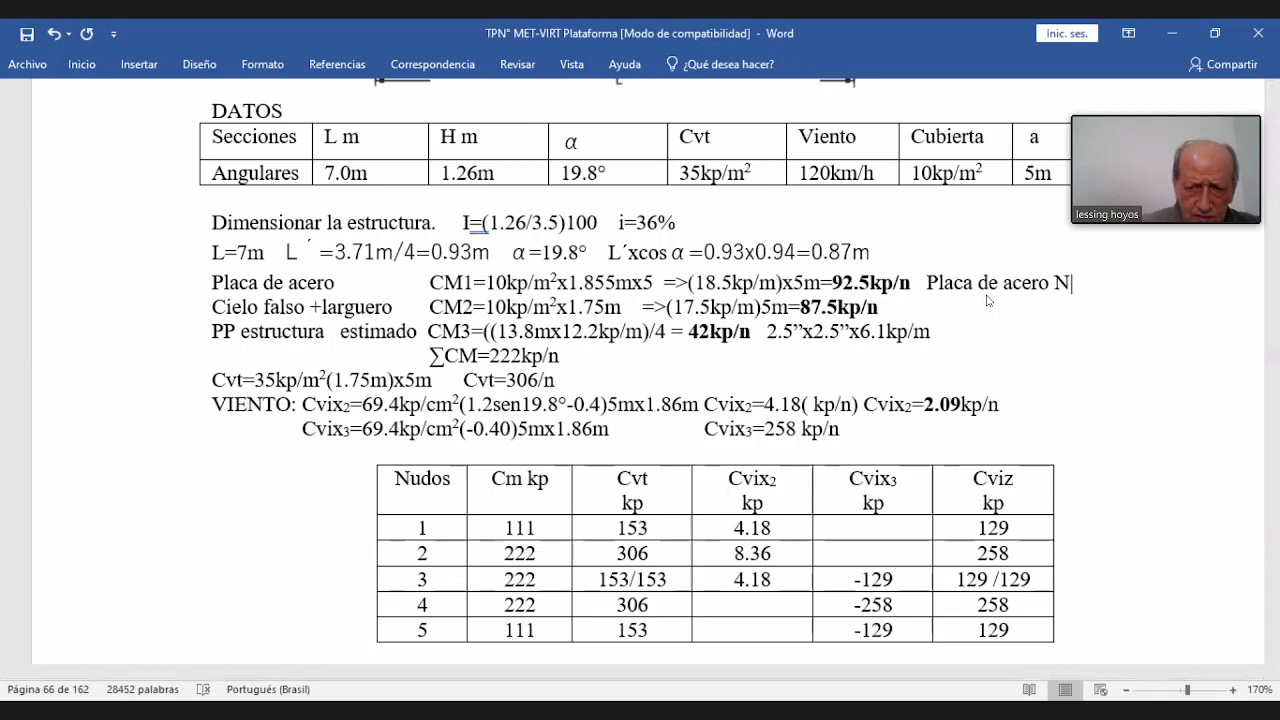 TPN° MET-VIRT Plataforma [Modo de compatibilidad] - Word
Inic. ses.
Archivo Inicio Insertar Diseño Formato Referencias Correspondencia Revisar Vista Ayuda ¿Qué desea hacer? Compartir
DATOS
Secciones L m H m α Cvt Viento Cubierta a
Angulares 7.0m 1.26m 19.8° 35kp/m² 120km/h 10kp/m² 5m
lessing hoyos
Dimensionar la estructura. I=(1.26/3.5)100 i=36%
L=7m L´=3.71m/4=0.93m α=19.8° L´xcosα=0.93x0.94=0.87m
Placa de acero CM1=10kp/m²x1.855mx5 =>(18.5kp/m)x5m=92.5kp/n Placa de acero N
Cielo falso +larguero CM2=10kp/m²x1.75m =>(17.5kp/m)5m=87.5kp/n
PP estructura estimado CM3=((13.8mx12.2kp/m)/4 = 42kp/n 2.5”x2.5”x6.1kp/m
∑CM=222kp/n
Cvt=35kp/m²(1.75m)x5m Cvt=306/n
VIENTO: Cvix₂=69.4kp/cm²(1.2sen19.8°-0.4)5mx1.86m Cvix₂=4.18( kp/n) Cvix₂=2.09kp/n
Cvix₃=69.4kp/cm²(-0.40)5mx1.86m Cvix₃=258 kp/n
Nudos Cm kp Cvt kp Cvix₂ kp Cvix₃ kp Cviz kp
1 111 153 4.18 129
2 222 306 8.36 258
3 222 153/153 4.18 -129 129 /129
4 222 306 -258 258
5 111 153 -129 129
Página 66 de 162 28452 palabras Portugués (Brasil) 170%